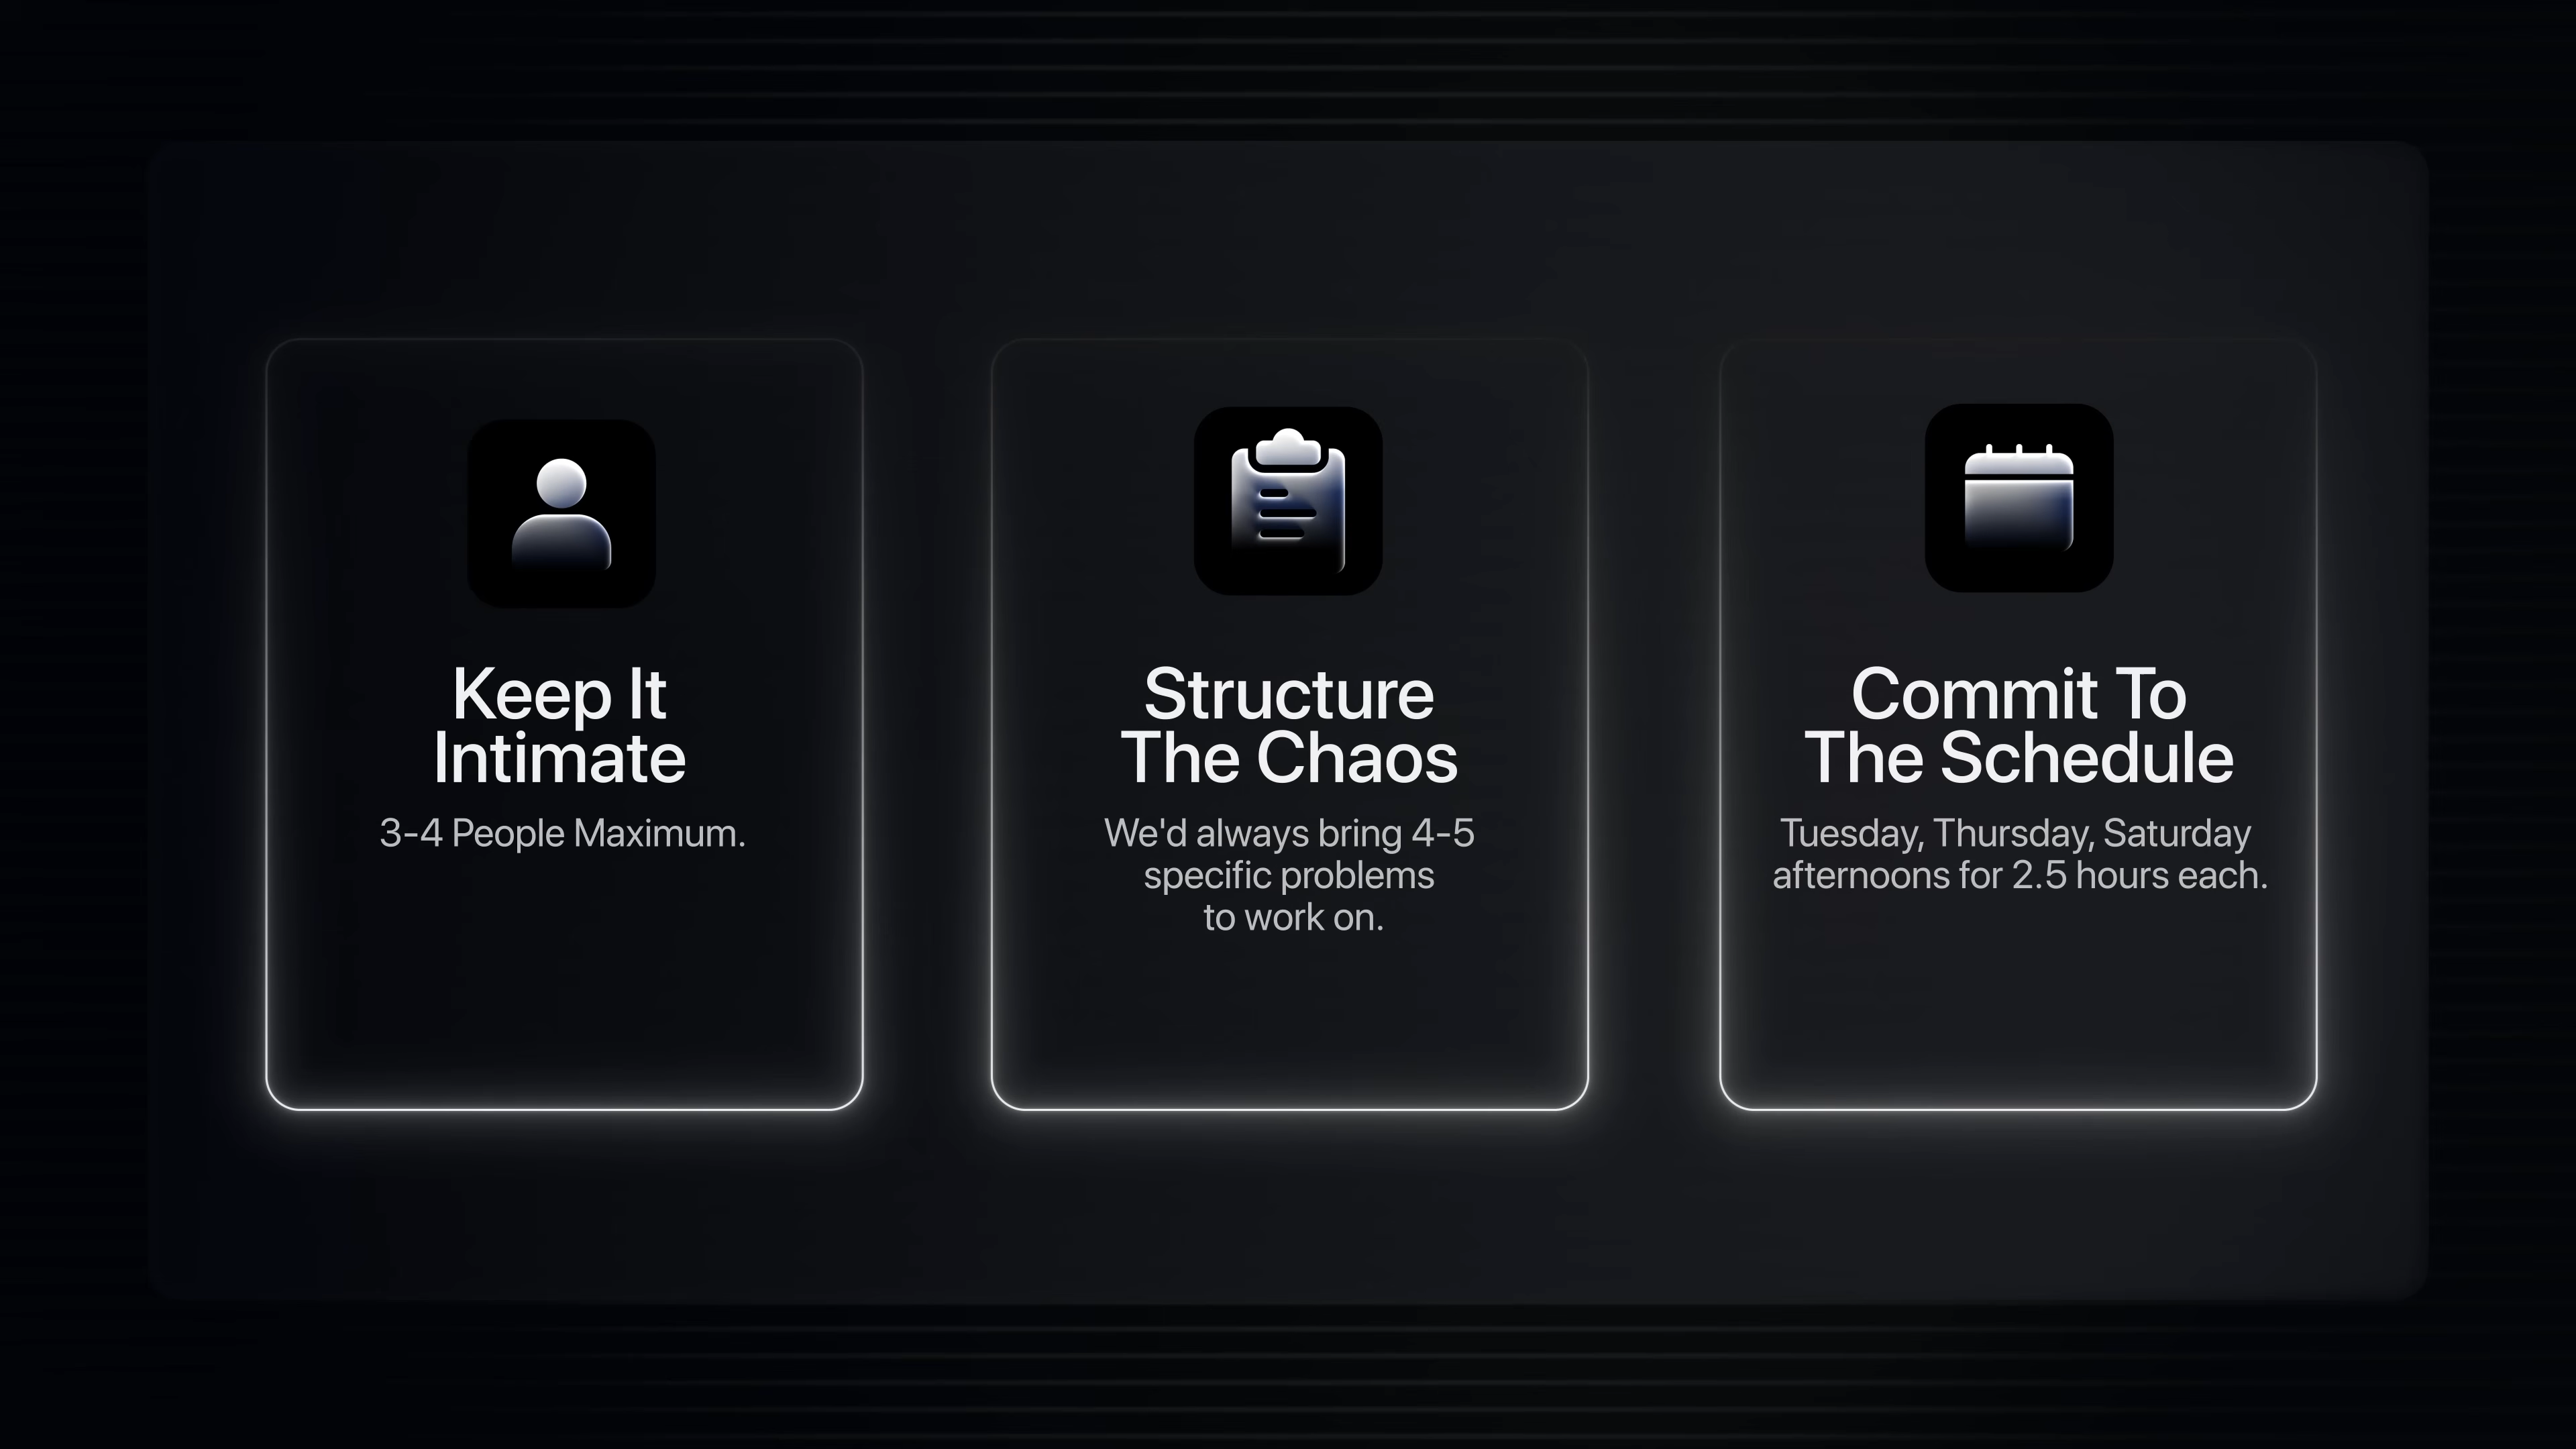 Keep It
Intimate
3-4 People Maximum.
Structure
The Chaos
We'd always bring 4-5
specific problems
to work on.
Commit To
The Schedule
Tuesday, Thursday, Saturday
afternoons for 2.5 hours each.